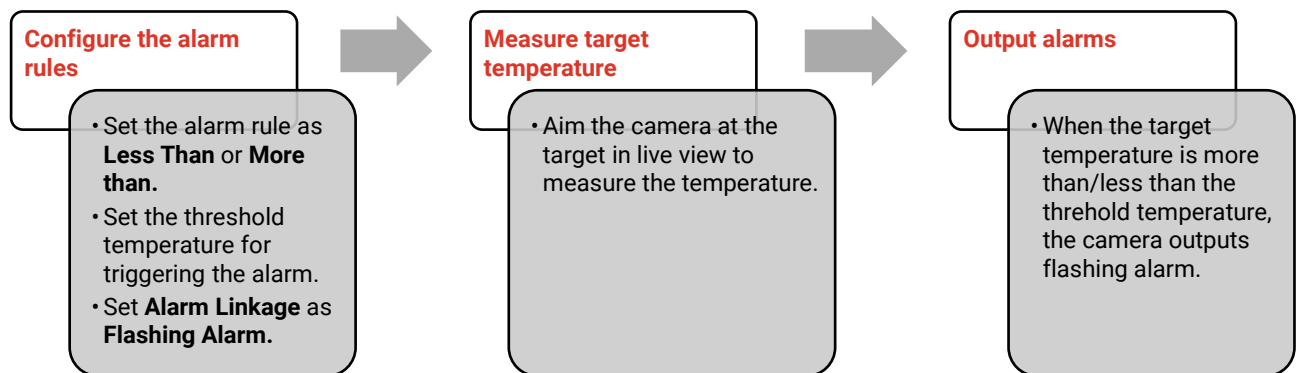 Configure the alarm
rules
• Set the alarm rule as
Less Than or More
than.
• Set the threshold
temperature for
triggering the alarm.
• Set Alarm Linkage as
Flashing Alarm.
Measure target
temperature
• Aim the camera at the
target in live view to
measure the temperature.
Output alarms
• When the target
temperature is more
than/less than the
threhold temperature,
the camera outputs
flashing alarm.